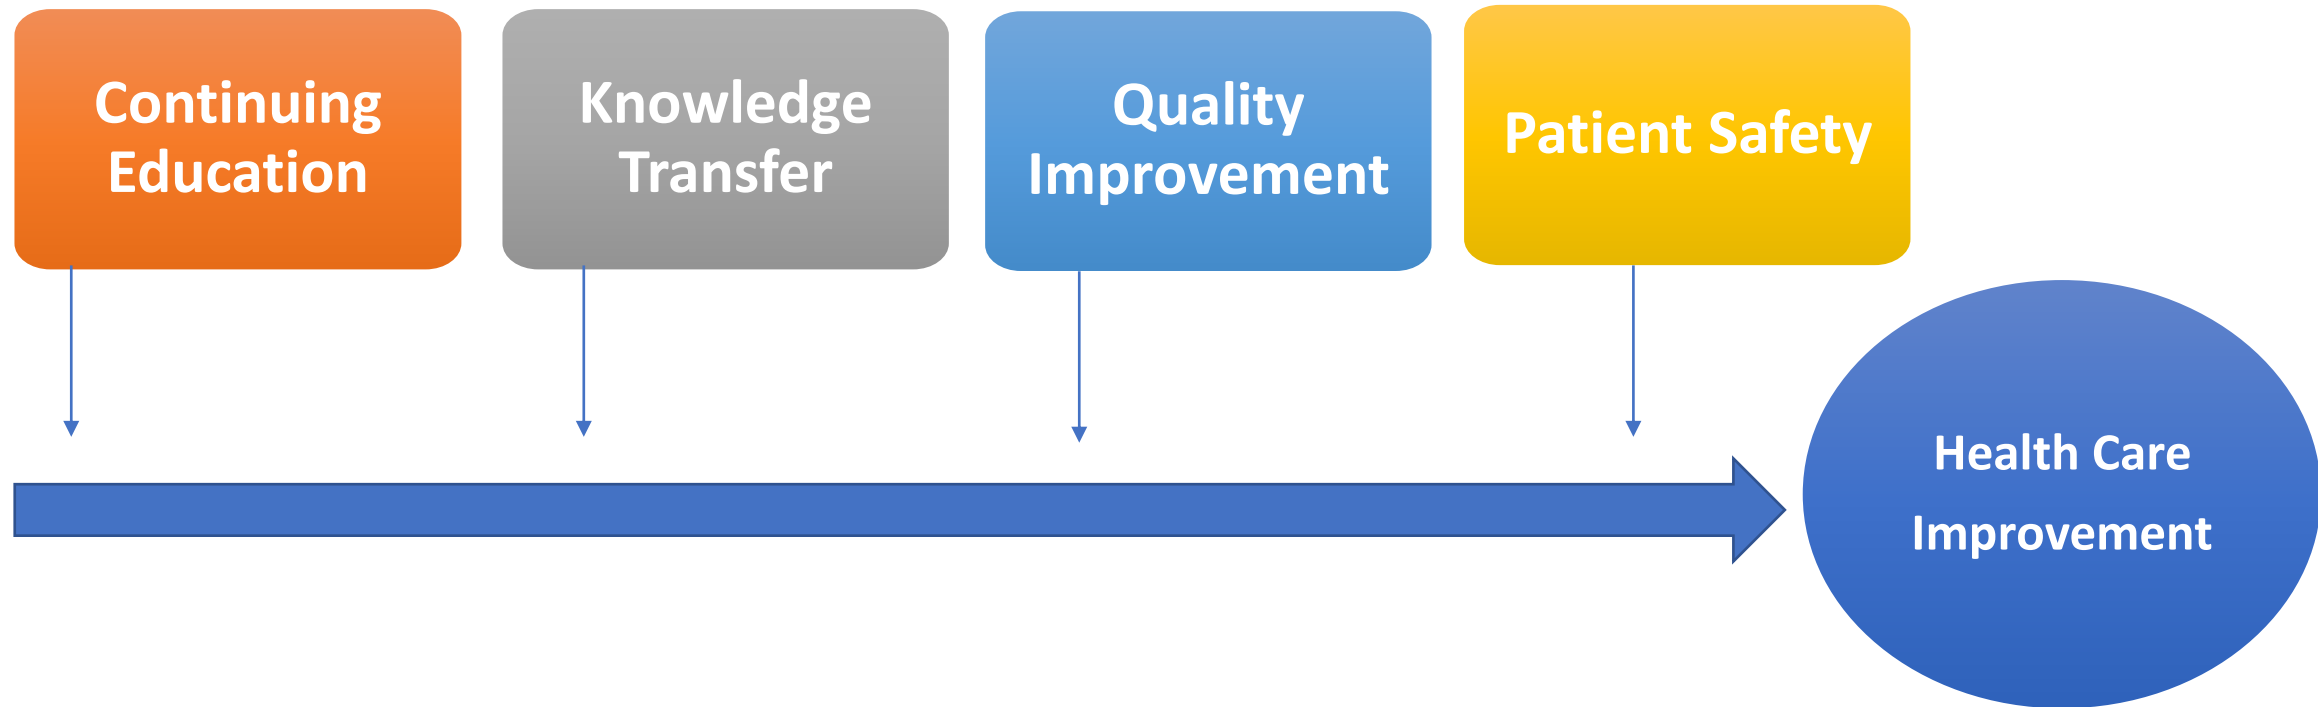 Continuing
Education
Knowledge
Transfer
Quality
Improvement
Patient Safety
Health Care
Improvement